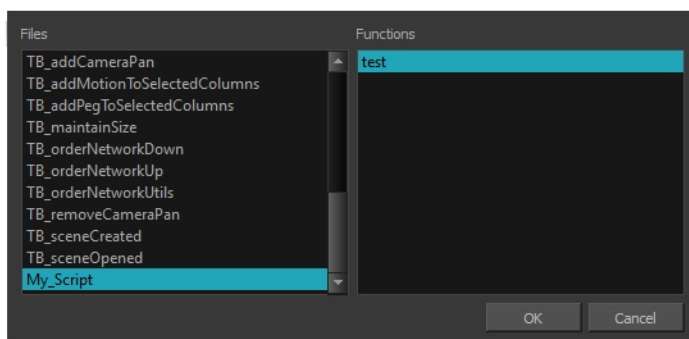 Files
TB_addCameraPan
TB_addMotionToSelectedColumns
TB_addPegToSelectedColumns
TB_maintainSize
TB_orderNetworkDown
TB_orderNetworkUp
TB_orderNetworkUtils
TB_removeCameraPan
TB_sceneCreated
TB_sceneOpened
My_Script
Functions
test
OK
Cancel